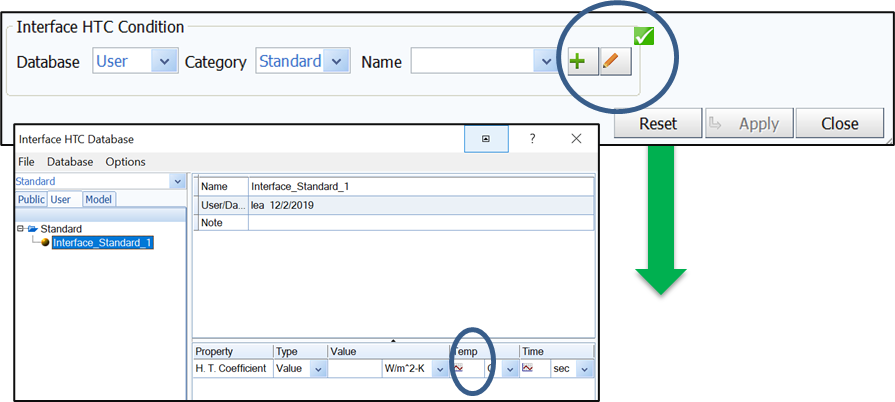 Interface HTC Condition
Database User Category Standard Name
Reset Apply Close
Interface HTC Database ?
File Database Options
Standard
Public User Model
Standard
Interface_Standard_1
Name Interface_Standard_1
User/Da... lea 12/2/2019
Note
Property Type Value Temp Time
H. T. Coefficient Value W/m^2-K C sec